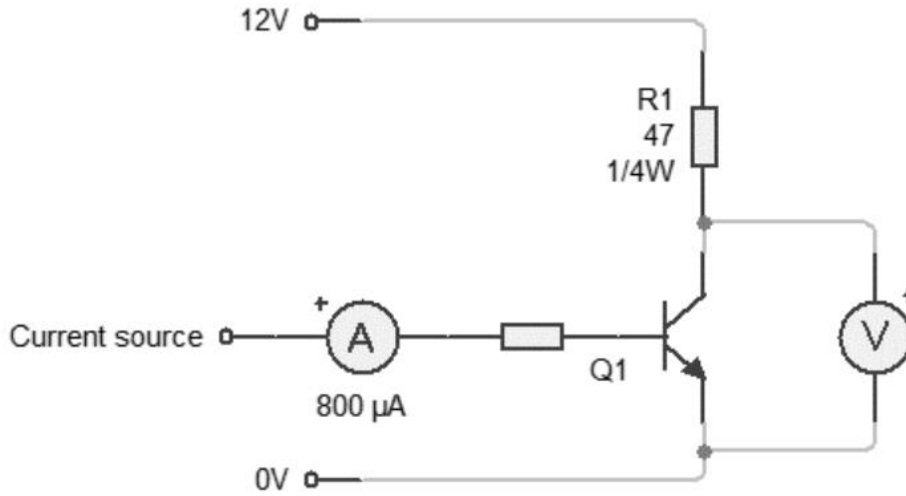 12V
R1
47
1/4W
+
+
Current source
A
V
Q1
800 µA
0V